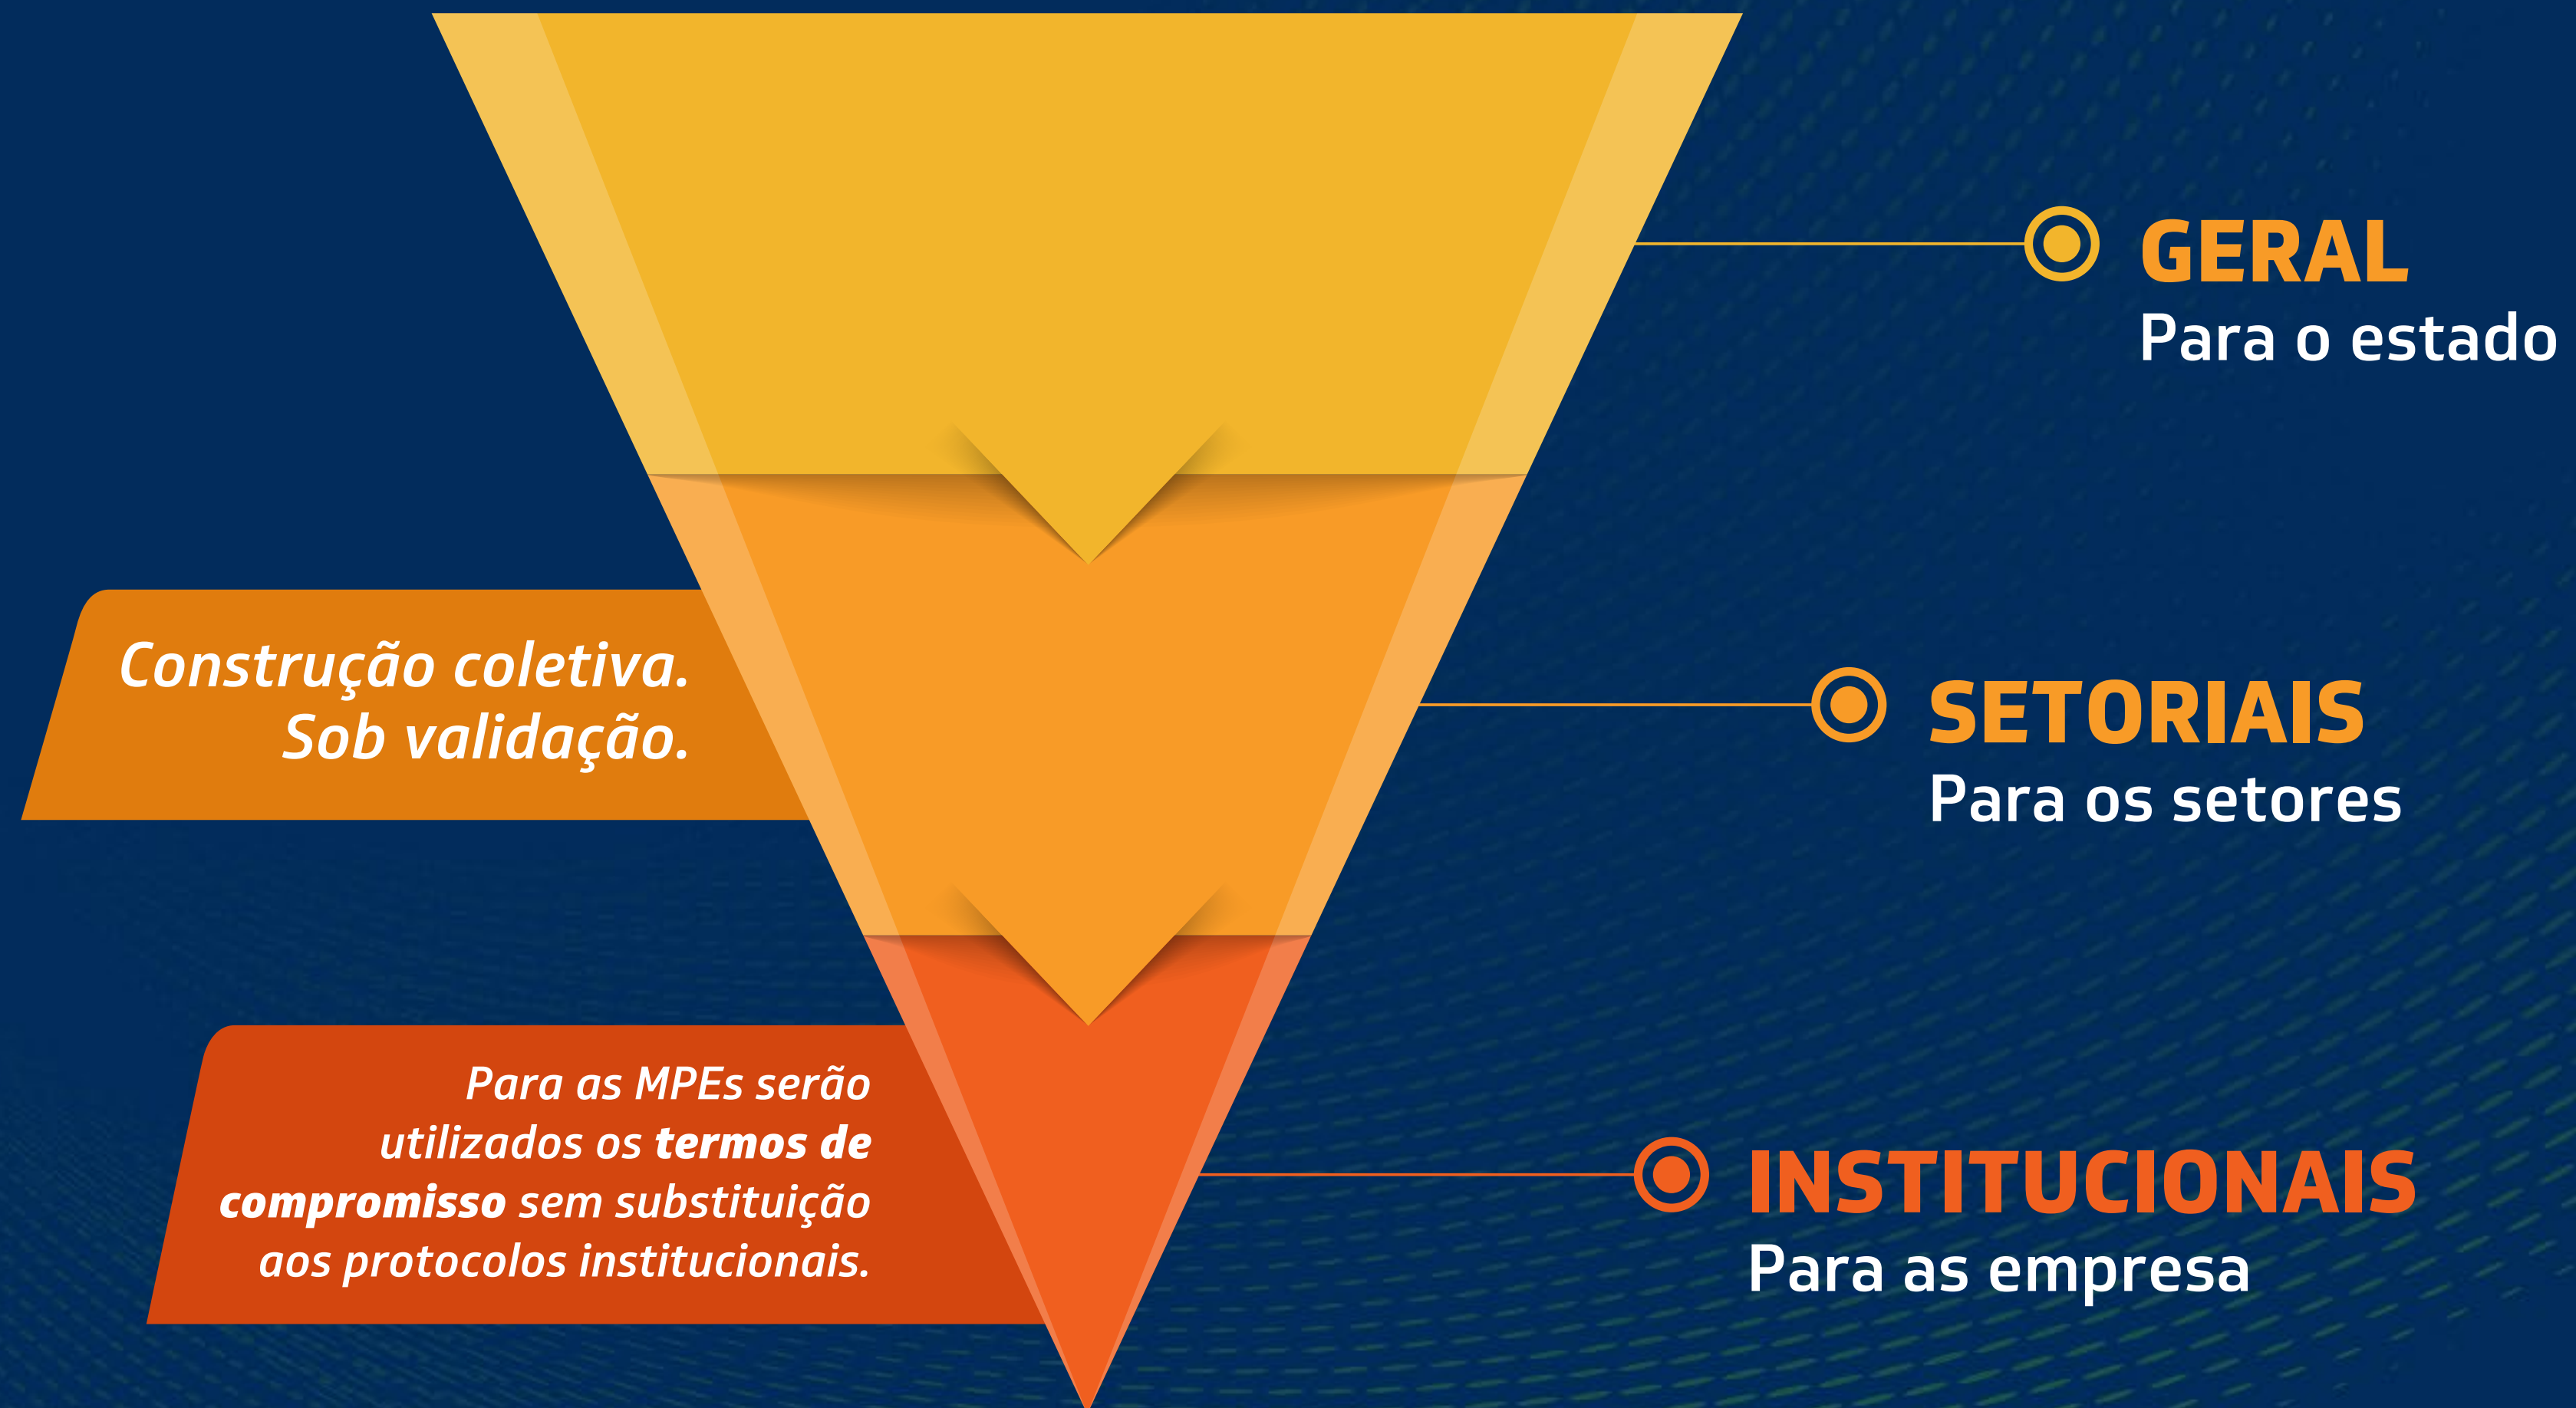 GERAL
Para o estado
Construção coletiva.
Sob validação.
SETORIAIS
Para os setores
Para as MPEs serão
utilizados os termos de
compromisso sem substituição
aos protocolos institucionais.
INSTITUCIONAIS
Para as empresa